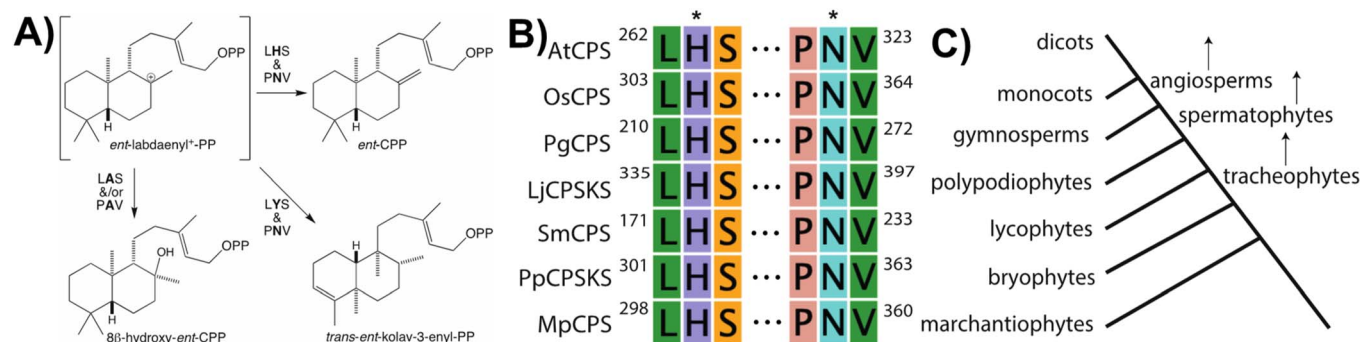 A)
OPP
H
ent-labdaenyl⁺-PP
LHS
&
PNV
OPP
H
ent-CPP
LAS
&/or
PAV
LYS
&
PNV
OPP
OH
H
8β-hydroxy-ent-CPP
OPP
H
trans-ent-kolav-3-enyl-PP
B)
* *
AtCPS 262 L H S ... P N V 323
OsCPS 303 L H S ... P N V 364
PgCPS 210 L H S ... P N V 272
LjCPSKS 335 L H S ... P N V 397
SmCPS 171 L H S ... P N V 233
PpCPSKS 301 L H S ... P N V 363
MpCPS 298 L H S ... P N V 360
C)
dicots
angiosperms
monocots
spermatophytes
gymnosperms
tracheophytes
polypodiophytes
lycophytes
bryophytes
marchantiophytes